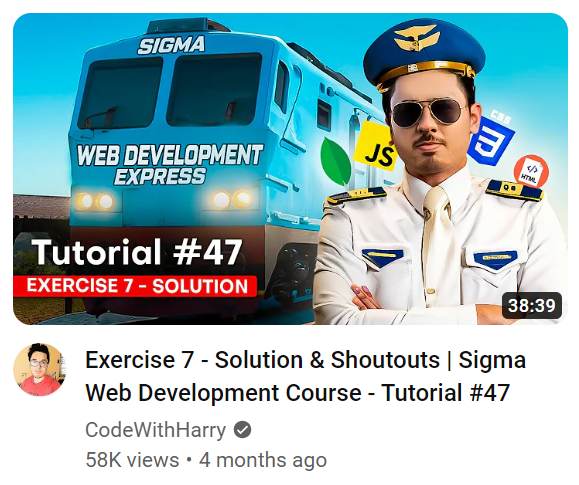 SIGMA
WEB DEVELOPMENT
EXPRESS
JS
CSS
3
HTML
Tutorial #47
EXERCISE 7 - SOLUTION
38:39
Exercise 7 - Solution & Shoutouts | Sigma
Web Development Course - Tutorial #47
CodeWithHarry
58K views • 4 months ago